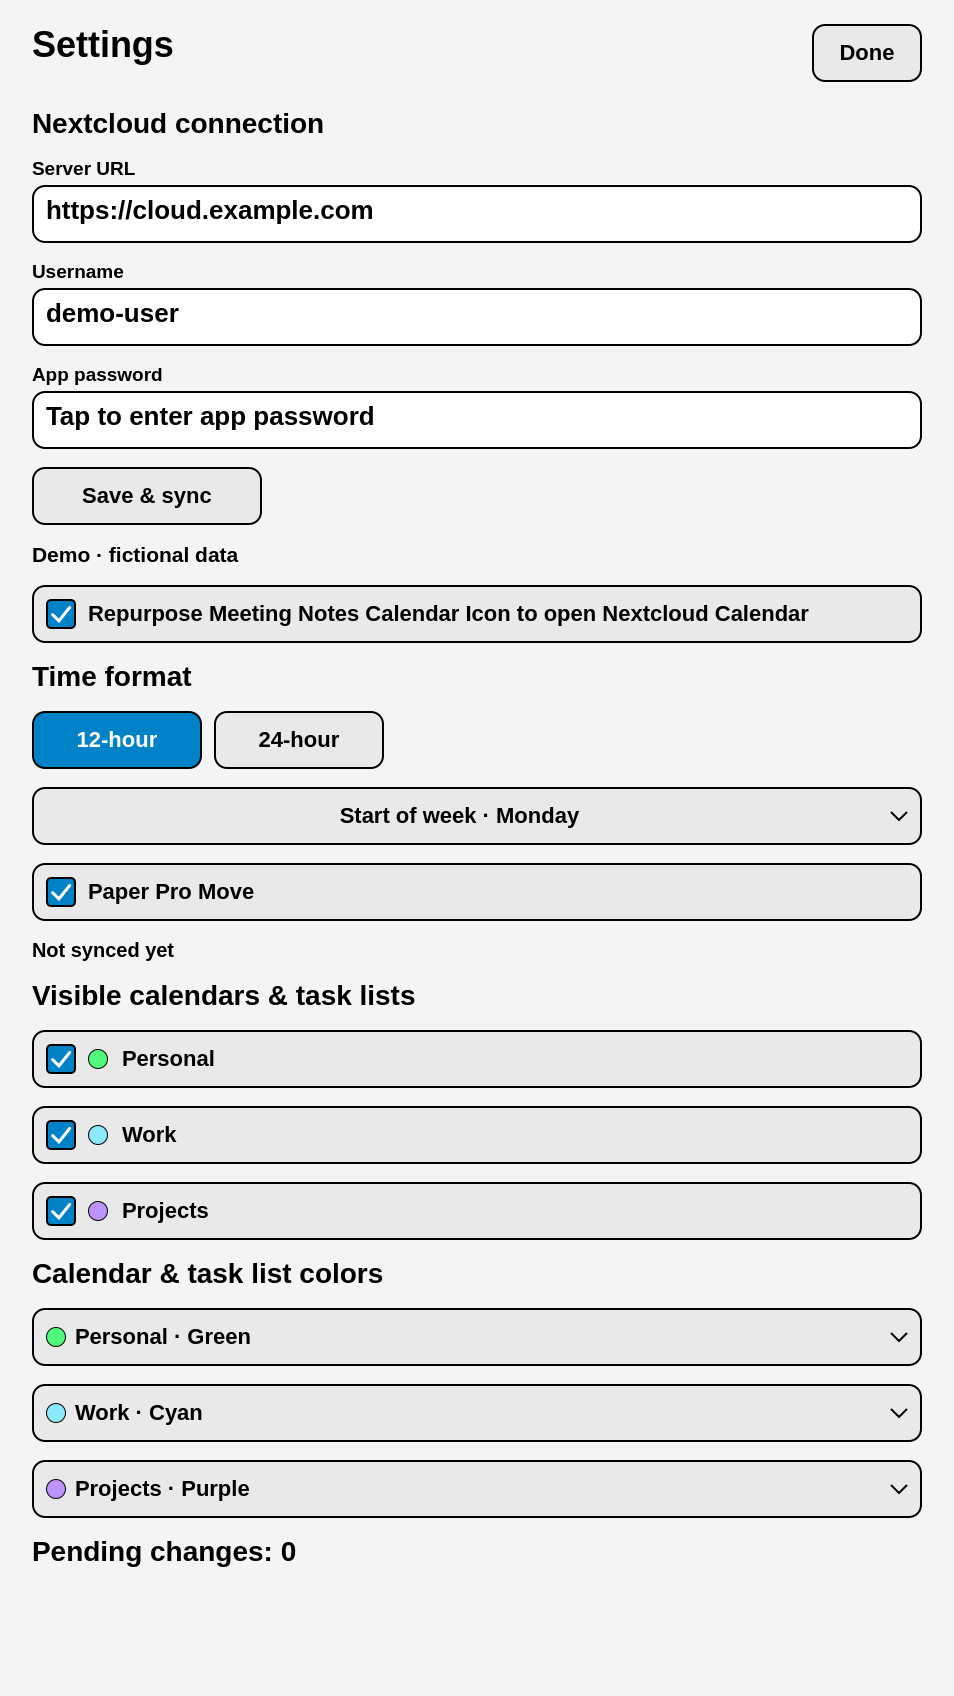 Settings
Done
Nextcloud connection
Server URL
https://cloud.example.com
Username
demo-user
App password
Tap to enter app password
Save & sync
Demo · fictional data
Repurpose Meeting Notes Calendar Icon to open Nextcloud Calendar
Time format
12-hour
24-hour
Start of week · Monday
Paper Pro Move
Not synced yet
Visible calendars & task lists
Personal
Work
Projects
Calendar & task list colors
Personal · Green
Work · Cyan
Projects · Purple
Pending changes: 0